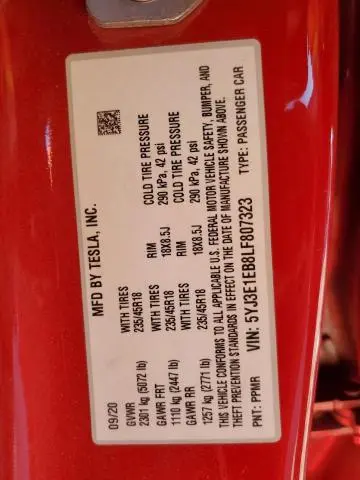 MFD BY TESLA, INC.
09/20
GVWR WITH TIRES RIM COLD TIRE PRESSURE
2301 kg (5072 lb) 235/45R18 18X8.5J 290 kPa, 42 psi
GAWR FRT WITH TIRES RIM COLD TIRE PRESSURE
1110 kg (2447 lb) 235/45R18 18X8.5J 290 kPa, 42 psi
GAWR RR
1257 kg (2771 lb) 235/45R18
THIS VEHICLE CONFORMS TO ALL APPLICABLE U.S. FEDERAL MOTOR VEHICLE SAFETY, BUMPER, AND
THEFT PREVENTION STANDARDS IN EFFECT ON THE DATE OF MANUFACTURE SHOWN ABOVE.
VIN: 5YJ3E1EB8LF807323 TYPE: PASSENGER CAR
PNT: PPMR